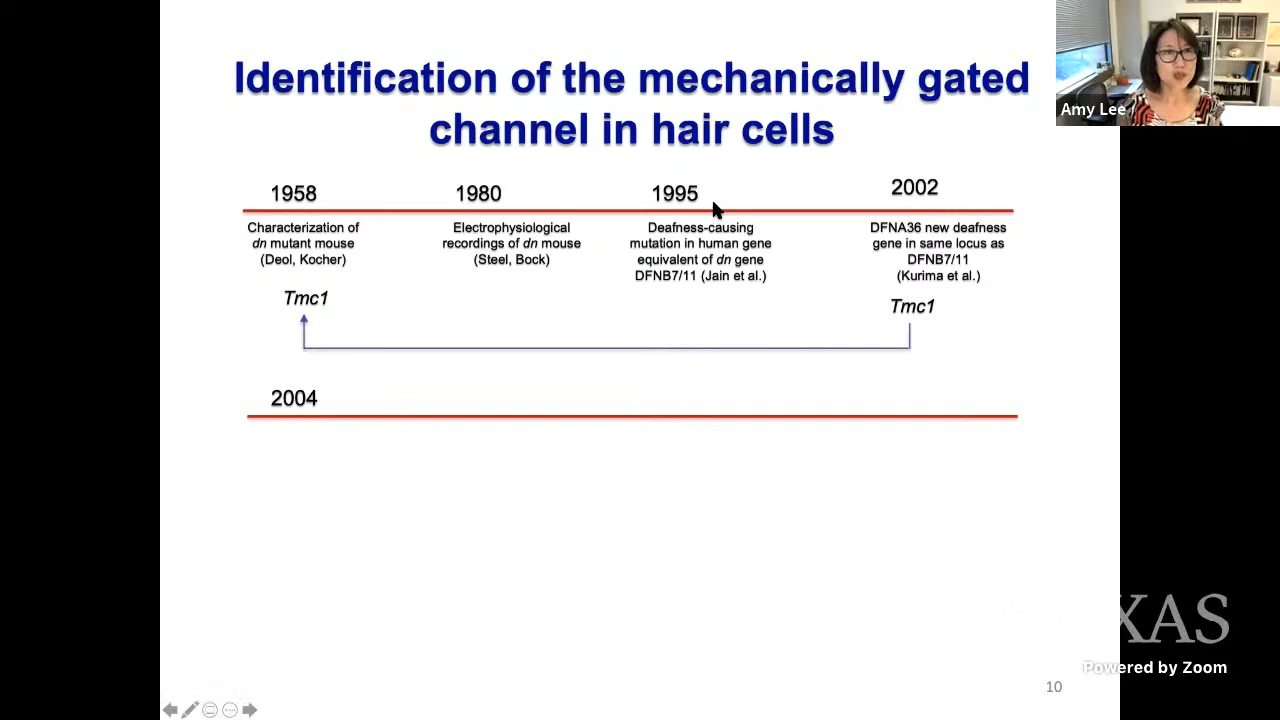 Identification of the mechanically gated
channel in hair cells
Amy Lee
1958
1980
1995
2002
Characterization of
dn mutant mouse
(Deol, Kocher)
Electrophysiological
recordings of dn mouse
(Steel, Bock)
Deafness-causing
mutation in human gene
equivalent of dn gene
DFNB7/11 (Jain et al.)
DFNA36 new deafness
gene in same locus as
DFNB7/11
(Kurima et al.)
Tmc1
Tmc1
2004
XAS
Powered by Zoom
10